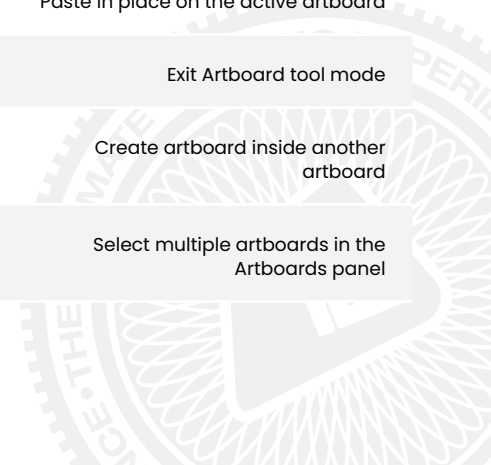 Paste in place on the active artboard
Exit Artboard tool mode
Create artboard inside another
artboard
Select multiple artboards in the
Artboards panel